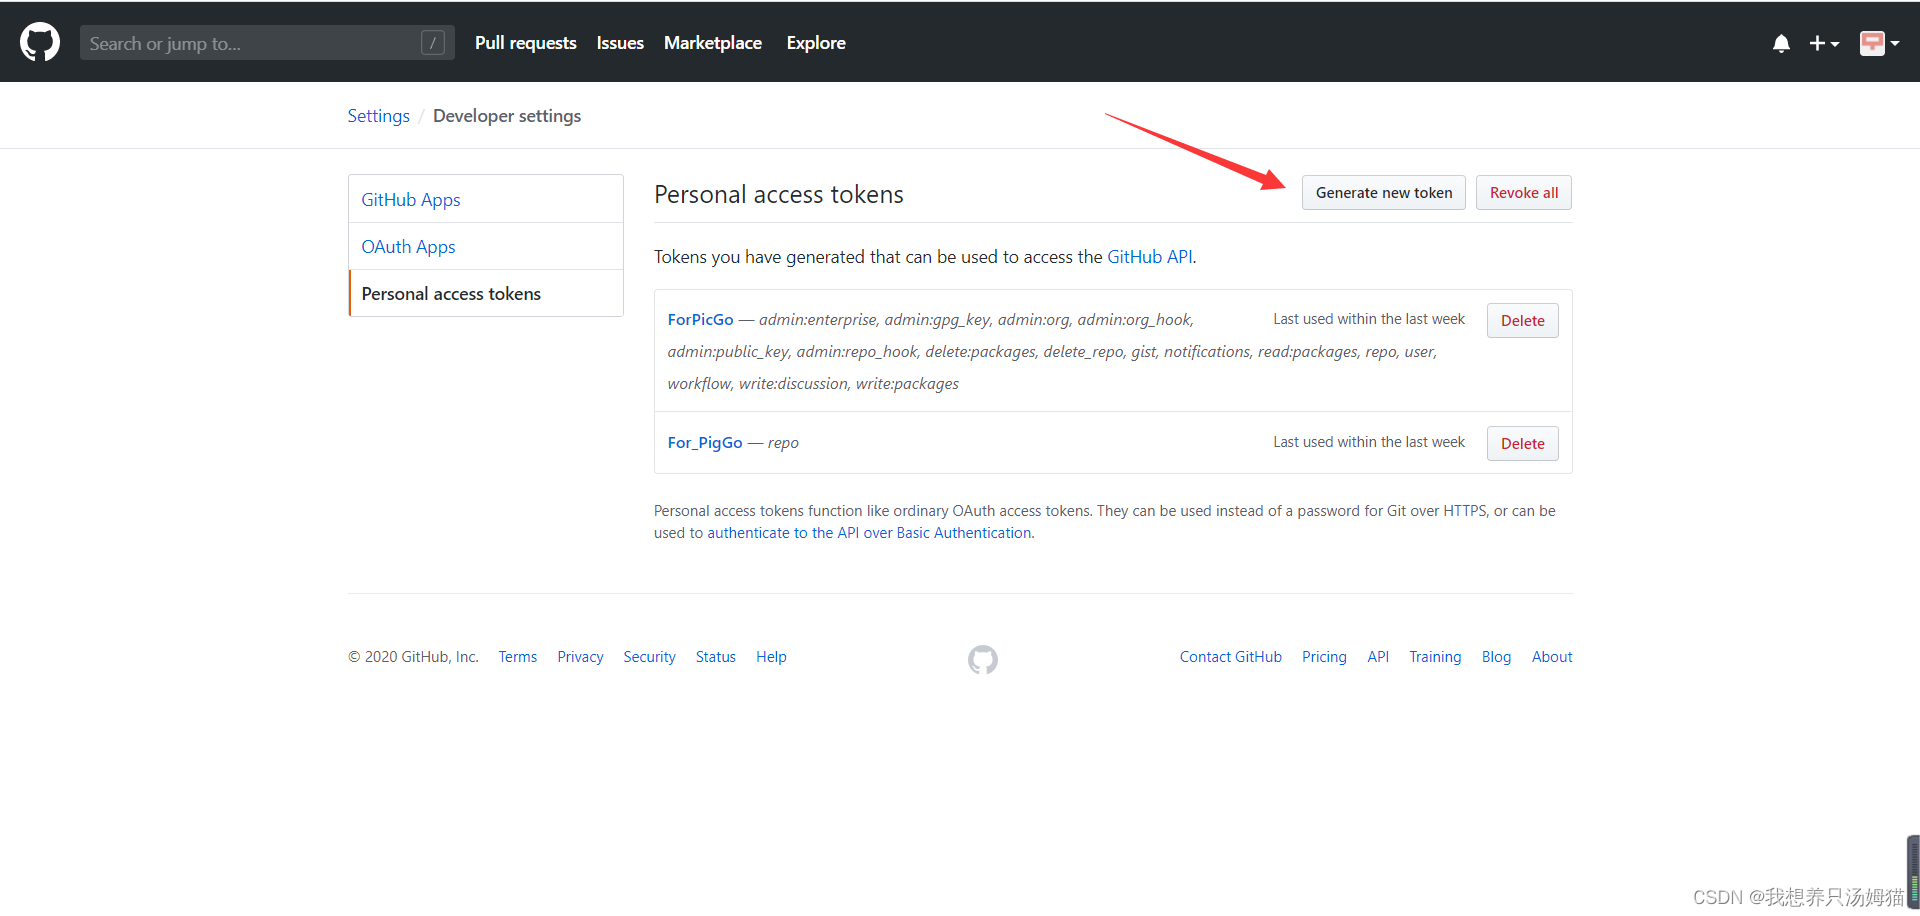 Search or jump to... /
Pull requests Issues Marketplace Explore
Settings / Developer settings
GitHub Apps
OAuth Apps
Personal access tokens
Personal access tokens
Generate new token
Revoke all
Tokens you have generated that can be used to access the GitHub API.
ForPicGo — admin:enterprise, admin:gpg_key, admin:org, admin:org_hook,
admin:public_key, admin:repo_hook, delete:packages, delete_repo, gist, notifications, read:packages, repo, user,
workflow, write:discussion, write:packages
Last used within the last week
Delete
For_PigGo — repo
Last used within the last week
Delete
Personal access tokens function like ordinary OAuth access tokens. They can be used instead of a password for Git over HTTPS, or can be
used to authenticate to the API over Basic Authentication.
© 2020 GitHub, Inc. Terms Privacy Security Status Help
Contact GitHub Pricing API Training Blog About
CSDN @我想养只汤姆猫